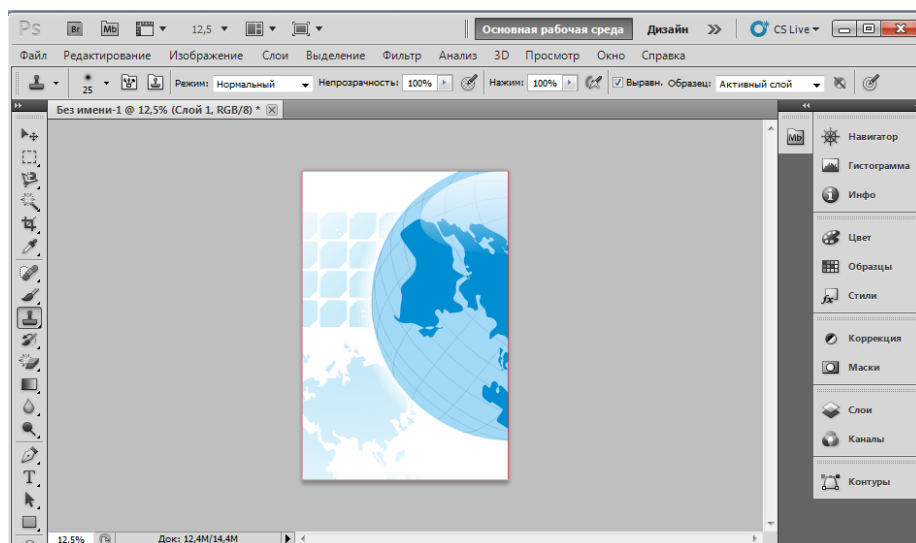 Ps Br Mb 12,5 Основная рабочая среда Дизайн CS Live
Файл Редактирование Изображение Слои Выделение Фильтр Анализ 3D Просмотр Окно Справка
25 Режим: Нормальный Непрозрачность: 100% Нажим: 100% Выравн. Образец: Активный слой
Без имени-1 @ 12,5% (Слой 1, RGB/8) *
Mb Навигатор
Гистограмма
Инфо
Цвет
Образцы
fx Стили
Коррекция
Маски
Слои
Каналы
T Контуры
12,5% Док: 12,4M/14,4M